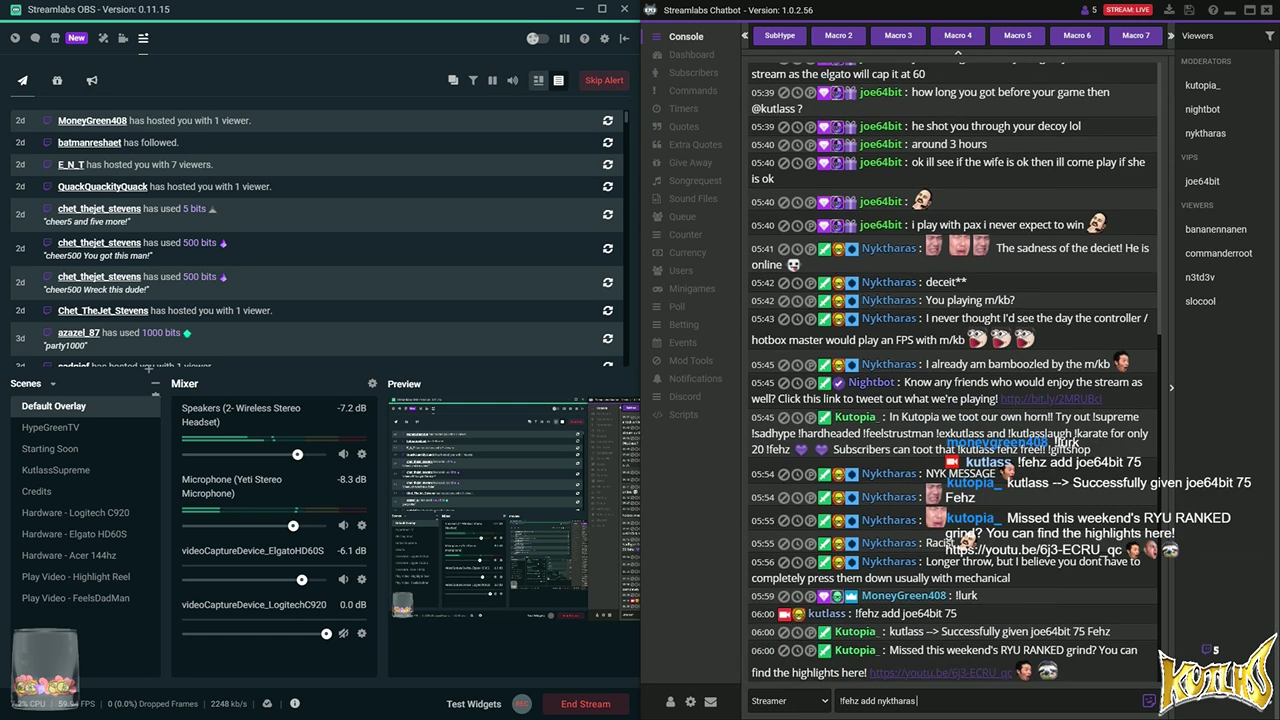 Streamlabs OBS - Version: 0.11.15
New
Skip Alert
2d MoneyGreen408 has hosted you with 1 viewer.
2d batmanreshaet has followed.
2d E_N_T has hosted you with 7 viewers.
2d QuackQuackityQuack has hosted you with 1 viewer.
2d chet_thejet_stevens has used 5 bits
"cheer5 and five more!"
2d chet_thejet_stevens has used 500 bits
"cheer500 You got this man!"
2d chet_thejet_stevens has used 500 bits
"cheer500 Wreck this dude!"
2d Chet_TheJet_Stevens has hosted you with 1 viewer.
3d azazel_87 has used 1000 bits
"party1000"
Scenes
Default Overlay
HypeGreenTV
Starting Soon
KutlassSupreme
Credits
Hardware - Logitech C920
Hardware - Elgato HD60S
Hardware - Acer 144hz
Play Video - Highlight Reel
Play Video - FeelsDadMan
Mixer
Speakers (2- Wireless Stereo Headset) -7.2 dB
Microphone (Yeti Stereo Microphone) -8.3 dB
videoCaptureDevice_ElgatoHD60S -6.1 dB
videoCaptureDevice_LogitechC920 0.0 dB
Preview
7.2% CPU 0 (0.0%) Dropped Frames 2248 kb/s
Test Widgets REC End Stream
Streamlabs Chatbot - Version: 1.0.2.56
5 STREAM: LIVE
Console
Dashboard
Subscribers
Commands
Timers
Quotes
Extra Quotes
Give Away
Songrequest
Sound Files
Queue
Counter
Currency
Users
Minigames
Poll
Betting
Events
Mod Tools
Notifications
Discord
Scripts
SubHype Macro 2 Macro 3 Macro 4 Macro 5 Macro 6 Macro 7
stream as the elgato will cap it at 60
05:39 joe64bit : how long you got before your game then
@kutlass ?
05:39 joe64bit : he shot you through your decoy lol
05:40 joe64bit : around 3 hours
05:40 joe64bit : ok ill see if the wife is ok then ill come play if she
is ok
05:40 joe64bit :
05:40 joe64bit : i play with pax i never expect to win
05:41 Nyktharas : The sadness of the deciet! He is
online
05:42 Nyktharas : deceit**
05:42 Nyktharas : You playing m/kb?
05:43 Nyktharas : I never thought I'd see the day the controller /
hotbox master would play an FPS with m/kb
05:45 Nyktharas : I already am bamboozled by the m/kb
05:45 Nightbot : Know any friends who would enjoy the stream as
well? Click this link to tweet out what we're playing! http://bit.ly/2MRUBci
05:45 Kutopia_ : In Kutopia we toot our own horn!! Try out !supreme
!sadhype !hardheaded !feelstrustman !exkutlass and !kutlasslurk !karass for only
20 !fehz Subscribers can toot that !kutlass fehz free! !giftshop
05:54 Nyktharas : NYK MESSAGE
05:54 Nyktharas :
05:55 Nyktharas :
05:55 Nyktharas :
05:56 Nyktharas : Longer throw, but I believe you dont have to
completely press them down usually with mechanical
05:59 MoneyGreen408 : !lurk
06:00 kutlass : !fehz add joe64bit 75
06:00 Kutopia_ : kutlass --> Successfully given joe64bit 75 Fehz
06:00 Kutopia_ : Missed this weekend's RYU RANKED grind? You can
find the highlights here! https://youtu.be/6j3-ECRU_qc
moneygreen408 !lurk
kutlass !fehz add joe64bit 75
kutopia_ kutlass --> Successfully given joe64bit 75
Fehz
kutopia_ Missed this weekend's RYU RANKED
grind? You can find the highlights here!
https://youtu.be/6j3-ECRU_qc
Streamer
!fehz add nyktharas
Viewers
MODERATORS
kutopia_
nightbot
nyktharas
VIPS
joe64bit
VIEWERS
bananennanen
commanderroot
n3td3v
slocool
5
KUTLASS